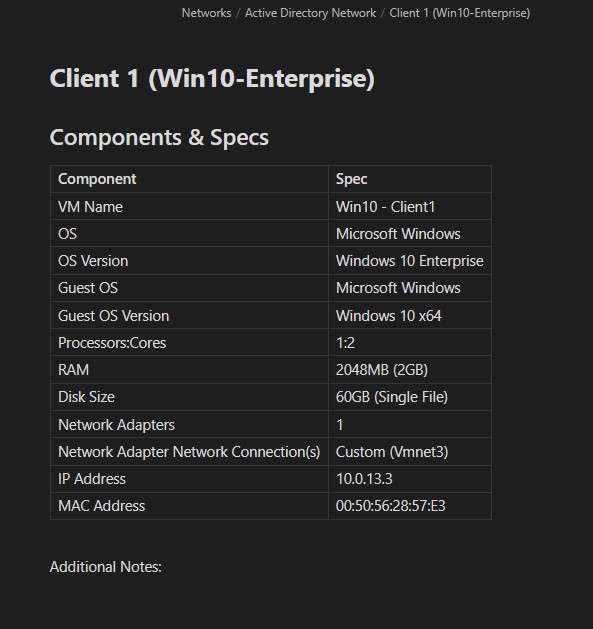 Networks / Active Directory Network / Client 1 (Win10-Enterprise)
Client 1 (Win10-Enterprise)
Components & Specs
Component Spec
VM Name Win10 - Client1
OS Microsoft Windows
OS Version Windows 10 Enterprise
Guest OS Microsoft Windows
Guest OS Version Windows 10 x64
Processors:Cores 1:2
RAM 2048MB (2GB)
Disk Size 60GB (Single File)
Network Adapters 1
Network Adapter Network Connection(s) Custom (Vmnet3)
IP Address 10.0.13.3
MAC Address 00:50:56:28:57:E3
Additional Notes: